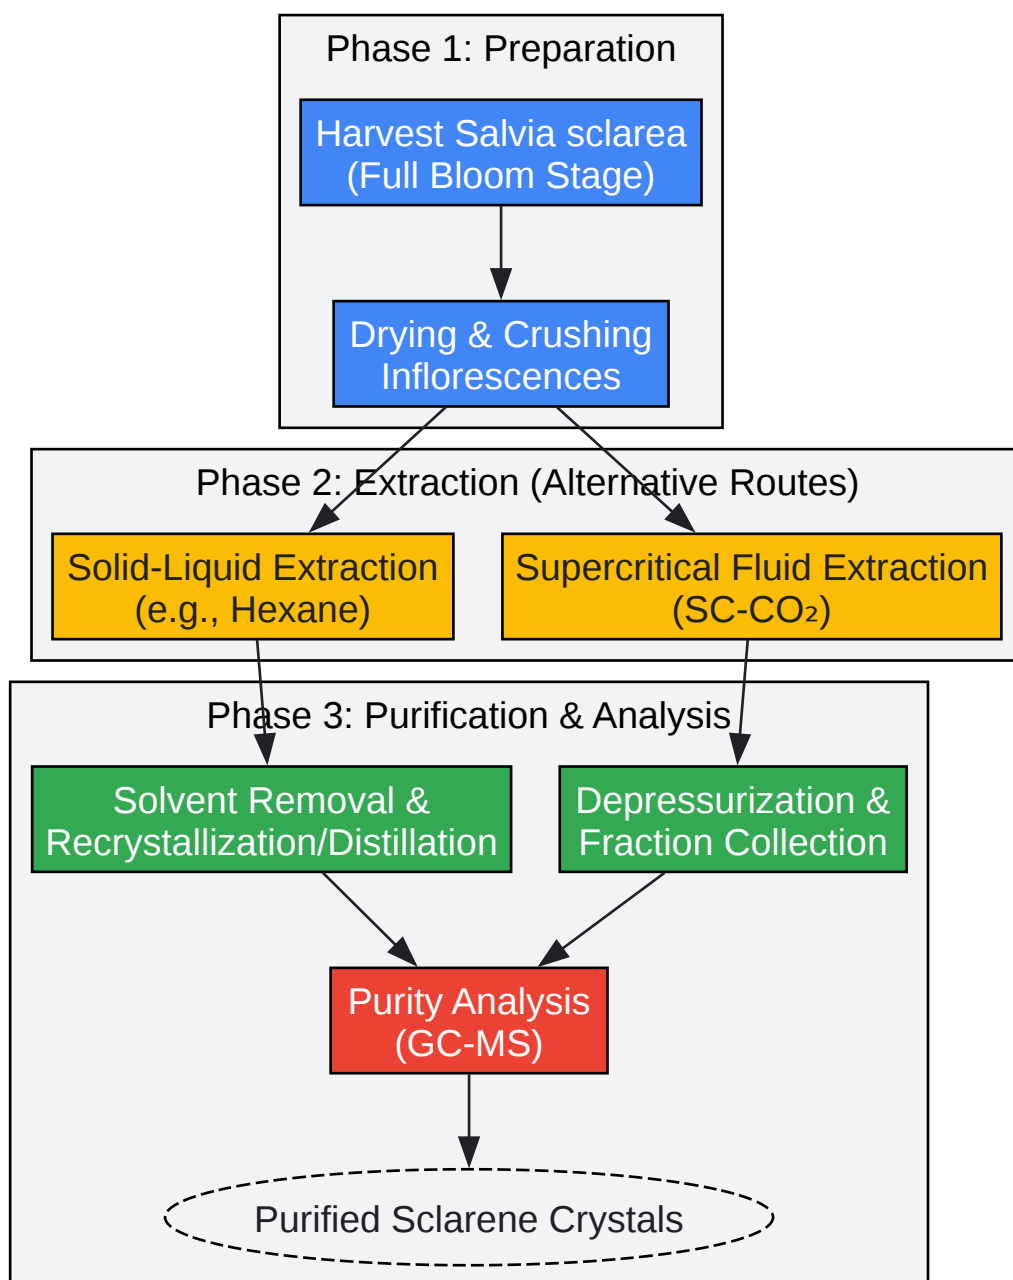 Phase 1: Preparation
Harvest Salvia sclarea
(Full Bloom Stage)
Drying & Crushing
Inflorescences
Phase 2: Extraction (Alternative Routes)
Solid-Liquid Extraction
(e.g., Hexane)
Supercritical Fluid Extraction
(SC-CO₂)
Phase 3: Purification & Analysis
Solvent Removal &
Recrystallization/Distillation
Depressurization &
Fraction Collection
Purity Analysis
(GC-MS)
Purified Sclarene Crystals